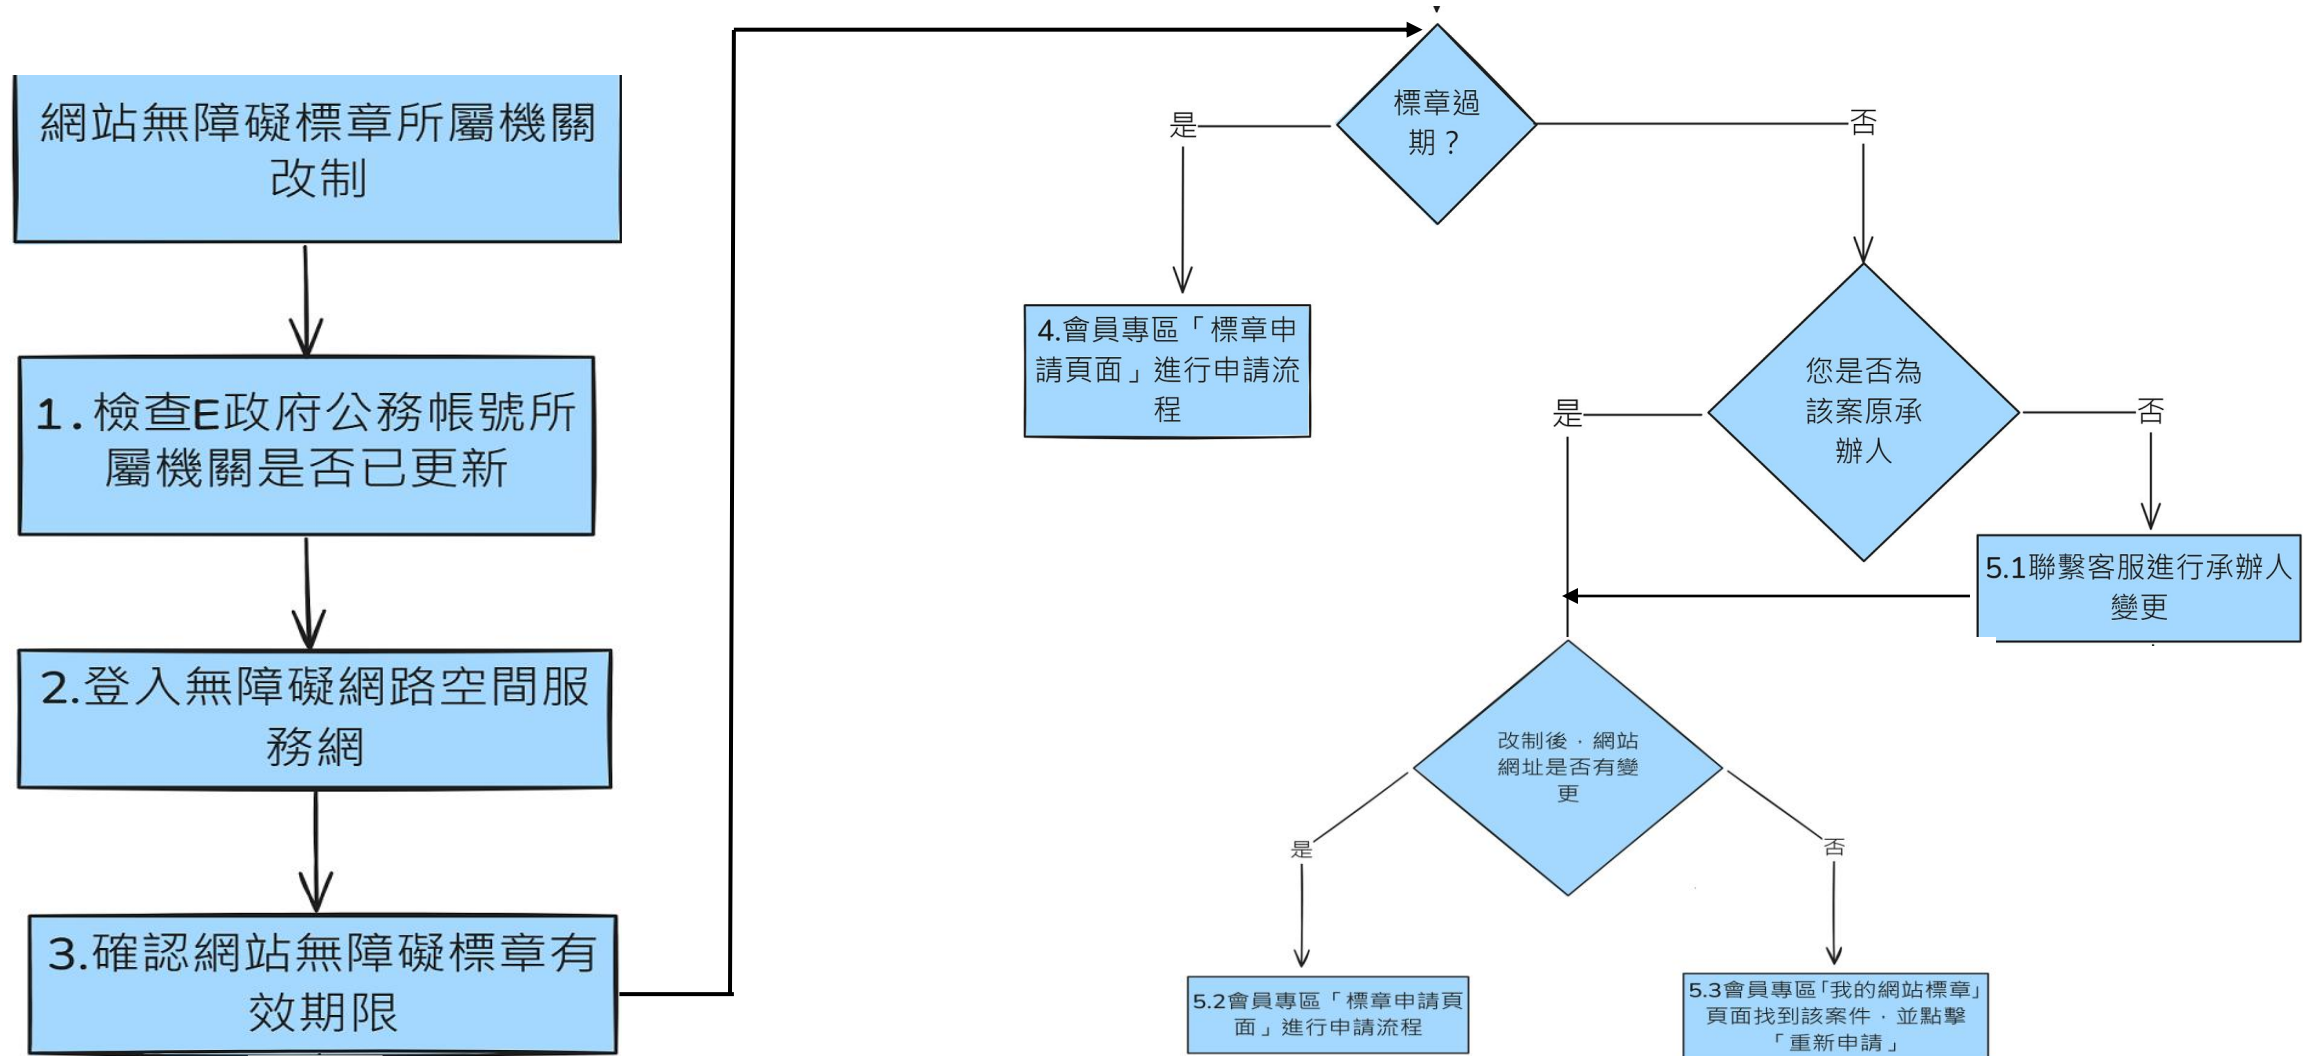 網站無障礙標章所屬機關
改制
1.檢查E政府公務帳號所
屬機關是否已更新
2.登入無障礙網路空間服
務網
3.確認網站無障礙標章有
效期限
標章過
期？
是
否
4.會員專區「標章申
請頁面」進行申請流
程
您是否為
該案原承
辦人
是
否
5.1聯繫客服進行承辦人
變更
改制後，網站
網址是否有變
更
是
否
5.2會員專區「標章申請頁
面」進行申請流程
5.3會員專區「我的網站標章」
頁面找到該案件，並點擊
「重新申請」